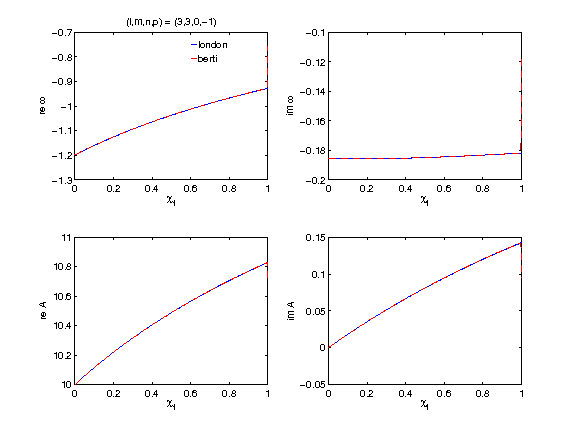 (l,m,n,p) = (3,3,0,−1)
−0.7
−0.8
−0.9
−1
−1.1
−1.2
−1.3
re ω
0 0.2 0.4 0.6 0.8 1
χf
london
berti
−0.1
−0.12
−0.14
−0.16
−0.18
−0.2
im ω
0 0.2 0.4 0.6 0.8 1
χf
11
10.8
10.6
10.4
10.2
10
re A
0 0.2 0.4 0.6 0.8 1
χf
0.15
0.1
0.05
0
−0.05
im A
0 0.2 0.4 0.6 0.8 1
χf